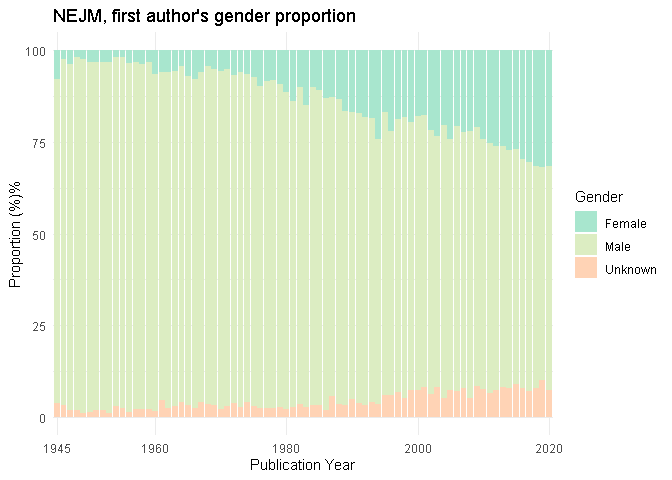 NEJM, first author's gender proportion
100
75
50
25
0
Proportion (%)%
1945
1960
1980
2000
2020
Publication Year
Gender
Female
Male
Unknown